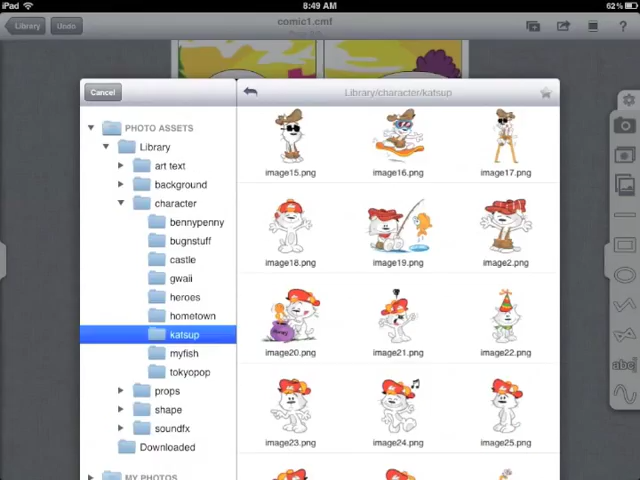 iPad 8:49 AM 62%
Library Undo comic1.cmf
Cancel Library/character/katsup
PHOTO ASSETS
Library
art text
background
character
bennypenny
bugnstuff
castle
gwaii
heroes
hometown
katsup
myfish
tokyopop
props
shape
soundfx
Downloaded
MY PHOTOS
image15.png image16.png image17.png
image18.png image19.png image2.png
image20.png image21.png image22.png
image23.png image24.png image25.png
abc
?